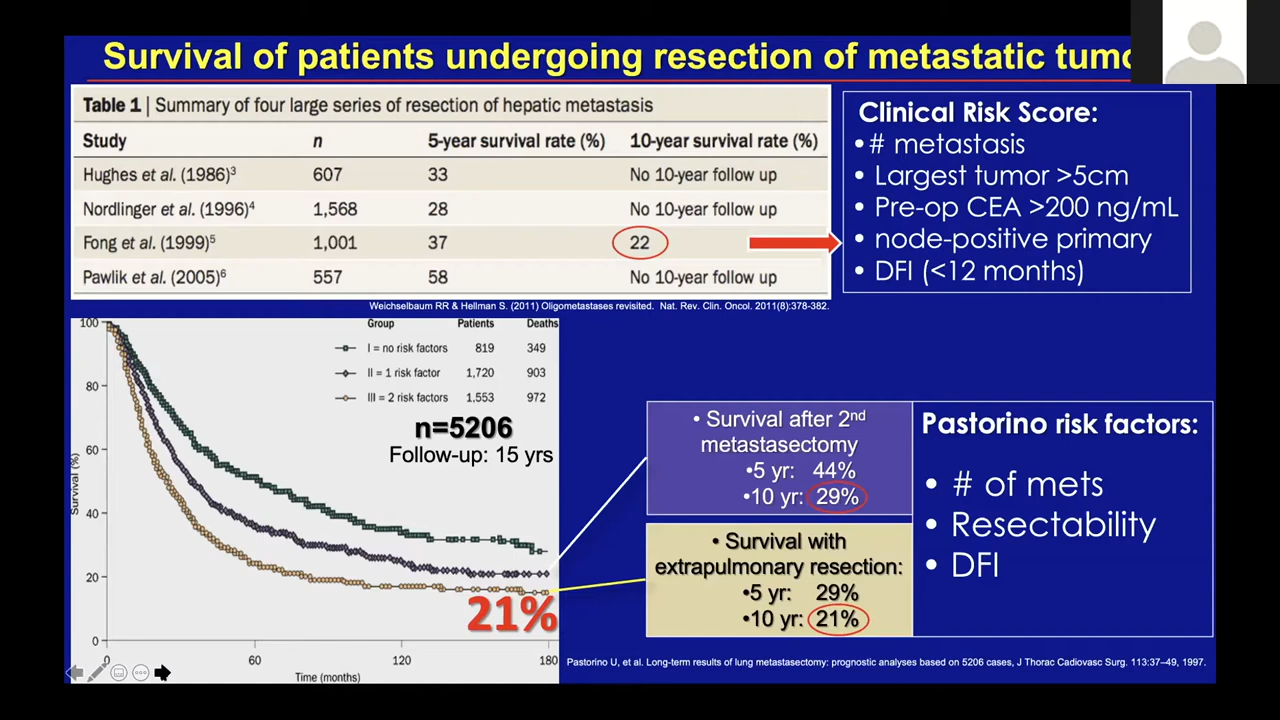 Survival of patients undergoing resection of metastatic tumo
Table 1 | Summary of four large series of resection of hepatic metastasis
Study n 5-year survival rate (%) 10-year survival rate (%)
Hughes et al. (1986)³ 607 33 No 10-year follow up
Nordlinger et al. (1996)⁴ 1,568 28 No 10-year follow up
Fong et al. (1999)⁵ 1,001 37 22
Pawlik et al. (2005)⁶ 557 58 No 10-year follow up
Weichselbaum RR & Hellman S. (2011) Oligometastases revisited. Nat. Rev. Clin. Oncol. 2011(8):378-382.
Clinical Risk Score:
• # metastasis
• Largest tumor >5cm
• Pre-op CEA >200 ng/mL
• node-positive primary
• DFI (<12 months)
Group Patients Deaths
I = no risk factors 819 349
II = 1 risk factor 1,720 903
III = 2 risk factors 1,553 972
n=5206
Follow-up: 15 yrs
21%
Survival (%)
100
80
60
40
20
0
0 60 120 180
Time (months)
• Survival after 2nd
metastasectomy
•5 yr: 44%
•10 yr: 29%
• Survival with
extrapulmonary resection:
•5 yr: 29%
•10 yr: 21%
Pastorino risk factors:
• # of mets
• Resectability
• DFI
Pastorino U, et al. Long-term results of lung metastasectomy: prognostic analyses based on 5206 cases, J Thorac Cadiovasc Surg. 113:37–49, 1997.